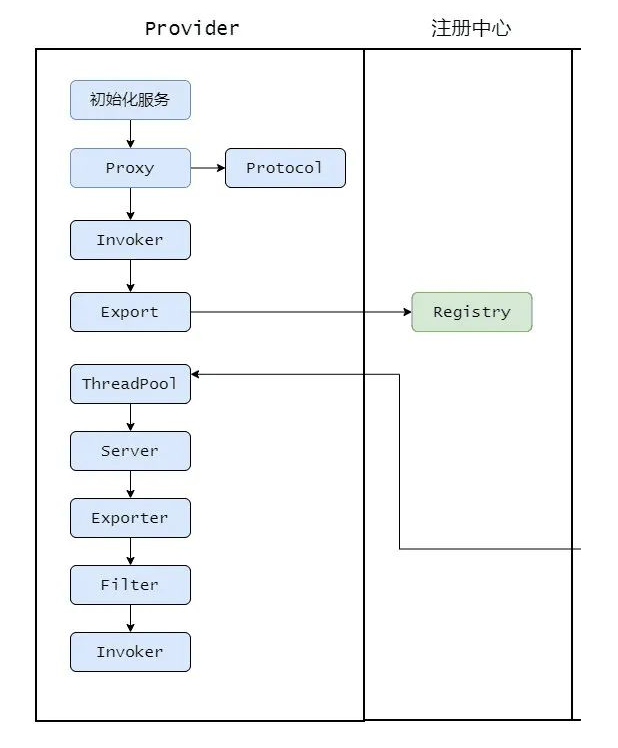 Provider
注册中心
初始化服务
Proxy
Protocol
Invoker
Export
Registry
ThreadPool
Server
Exporter
Filter
Invoker